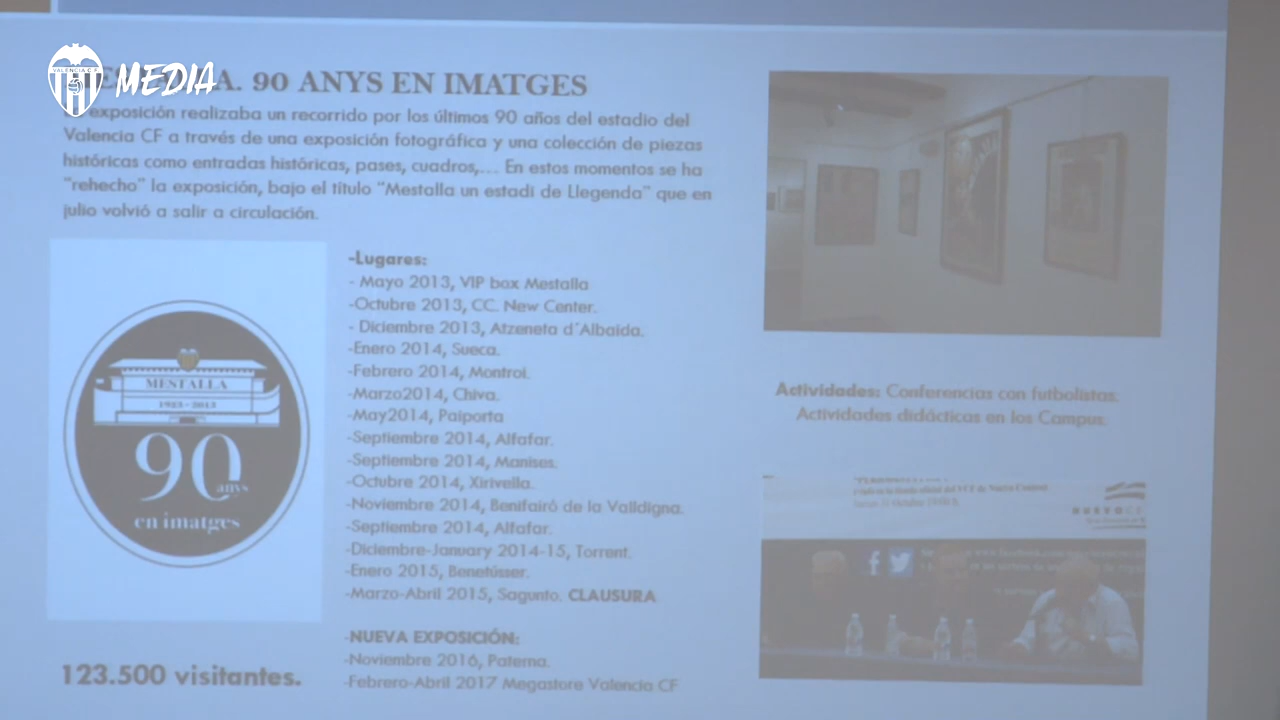 VALENCIA C.F.
MEDIA
A. 90 ANYS EN IMATGES
exposición realizaba un recorrido por los últimos 90 años del estadio del
Valencia CF a través de una exposición fotográfica y una colección de piezas
históricas como entradas históricas, pases, cuadros,... En estos momentos se ha
"rehecho" la exposición, bajo el título "Mestalla un estadi de Llegenda" que en
julio volvió a salir a circulación.
MESTALLA
1923 - 2013
90
anys
en imatges
123.500 visitantes.
-Lugares:
- Mayo 2013, VIP box Mestalla
-Octubre 2013, CC. New Center.
- Diciembre 2013, Atzeneta d´Albaida.
-Enero 2014, Sueca.
-Febrero 2014, Montroi.
-Marzo2014, Chiva.
-May2014, Paiporta
-Septiembre 2014, Alfafar.
-Septiembre 2014, Manises.
-Octubre 2014, Xirivella.
-Noviembre 2014, Benifairó de la Valldigna.
-Septiembre 2014, Alfafar.
-Diciembre-January 2014-15, Torrent.
-Enero 2015, Benetússer.
-Marzo-Abril 2015, Sagunto. CLAUSURA
-NUEVA EXPOSICIÓN:
-Noviembre 2016, Paterna.
-Febrero-Abril 2017 Megastore Valencia CF
Actividades: Conferencias con futbolistas.
Actividades didácticas en los Campus.